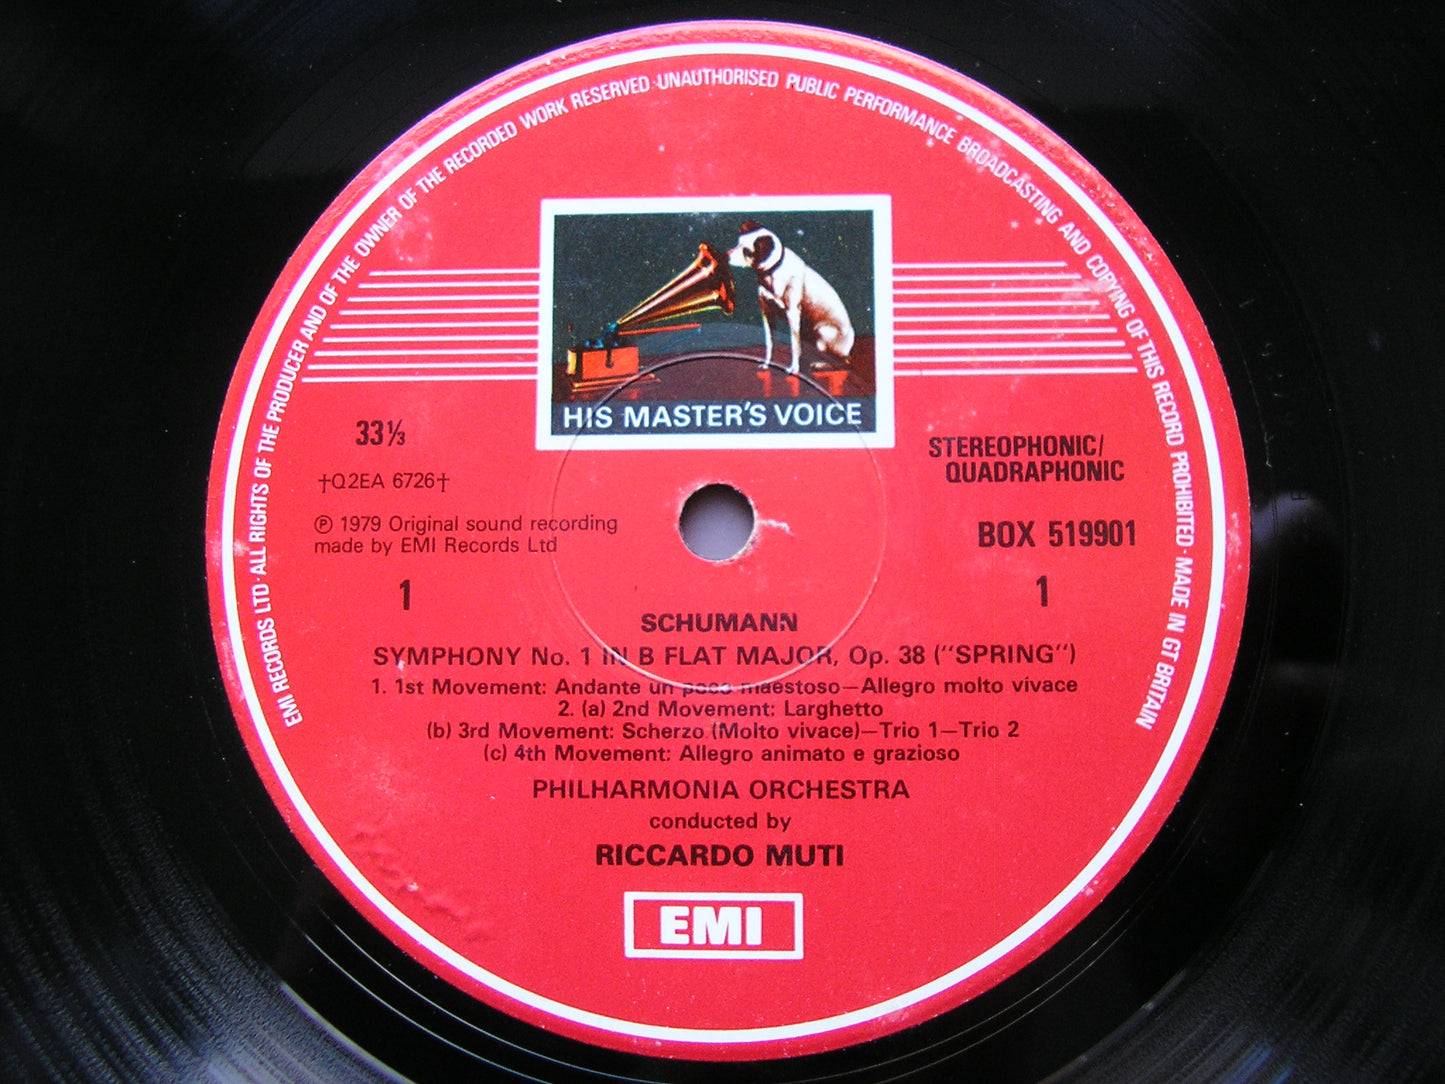 EMI RECORDS LTD·ALL RIGHTS OF THE PRODUCER AND OF THE OWNER OF THE RECORDED WORK RESERVED·UNAUTHORISED PUBLIC PERFORMANCE BROADCASTING AND COPYING OF THIS RECORD PROHIBITED·MADE IN GT BRITAIN
HIS MASTER'S VOICE
33⅓
STEREOPHONIC/
QUADRAPHONIC
†Q2EA 6726†
℗ 1979 Original sound recording
made by EMI Records Ltd
BOX 519901
1
1
SCHUMANN
SYMPHONY No. 1 IN B FLAT MAJOR, Op. 38 ("SPRING")
1. 1st Movement: Andante un poco maestoso—Allegro molto vivace
2. (a) 2nd Movement: Larghetto
(b) 3rd Movement: Scherzo (Molto vivace)—Trio 1—Trio 2
(c) 4th Movement: Allegro animato e grazioso
PHILHARMONIA ORCHESTRA
conducted by
RICCARDO MUTI
EMI